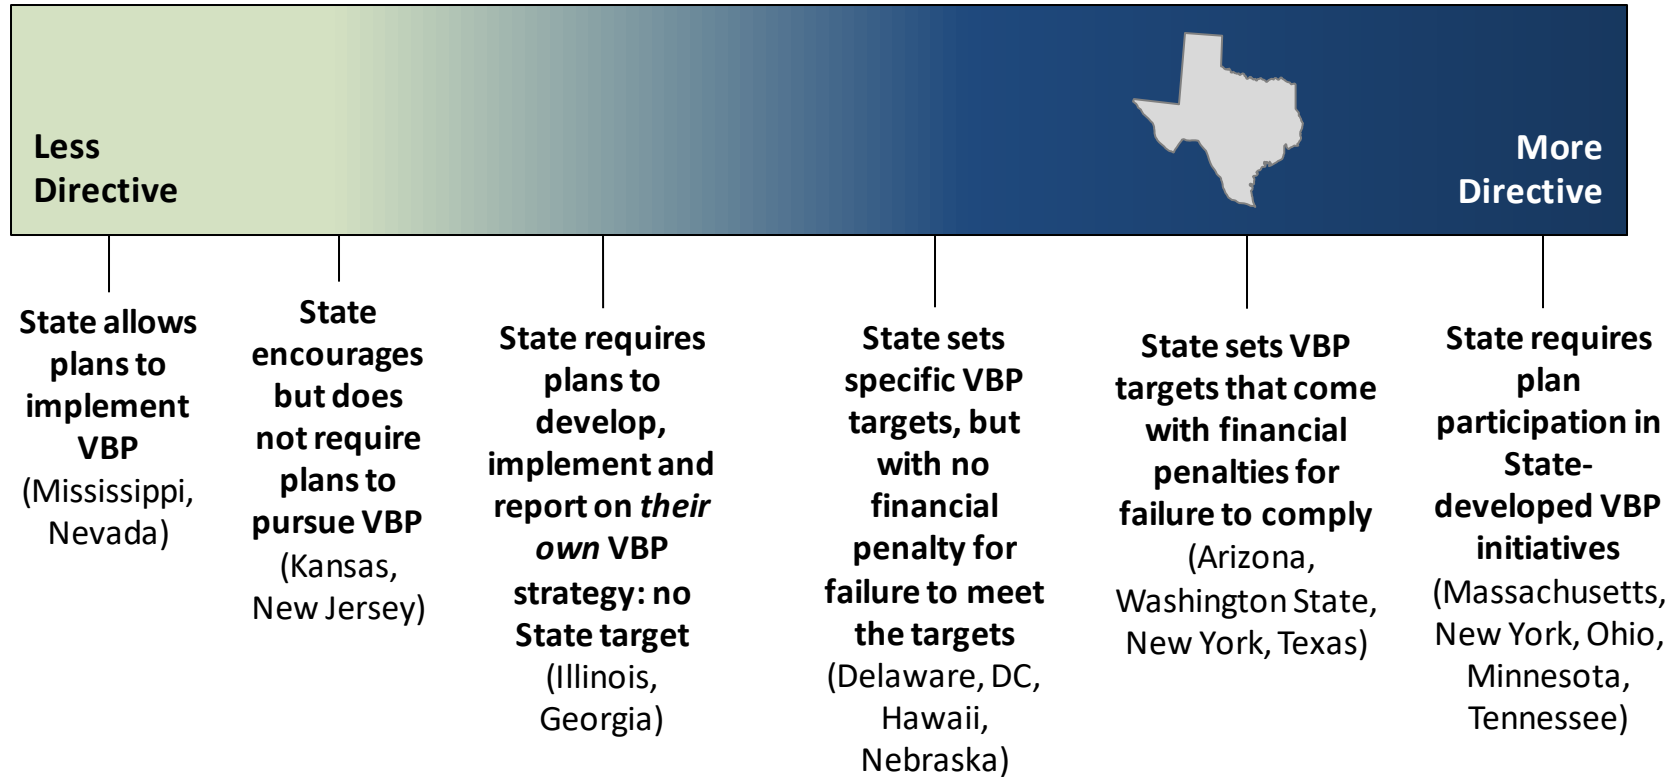 Less
Directive
More
Directive
State allows
plans to
implement
VBP
(Mississippi,
Nevada)
State
encourages
but does
not require
plans to
pursue VBP
(Kansas,
New Jersey)
State requires
plans to
develop,
implement and
report on their
own VBP
strategy: no
State target
(Illinois,
Georgia)
State sets
specific VBP
targets, but
with no
financial
penalty for
failure to meet
the targets
(Delaware, DC,
Hawaii,
Nebraska)
State sets VBP
targets that come
with financial
penalties for
failure to comply
(Arizona,
Washington State,
New York, Texas)
State requires
plan
participation in
State-
developed VBP
initiatives
(Massachusetts,
New York, Ohio,
Minnesota,
Tennessee)